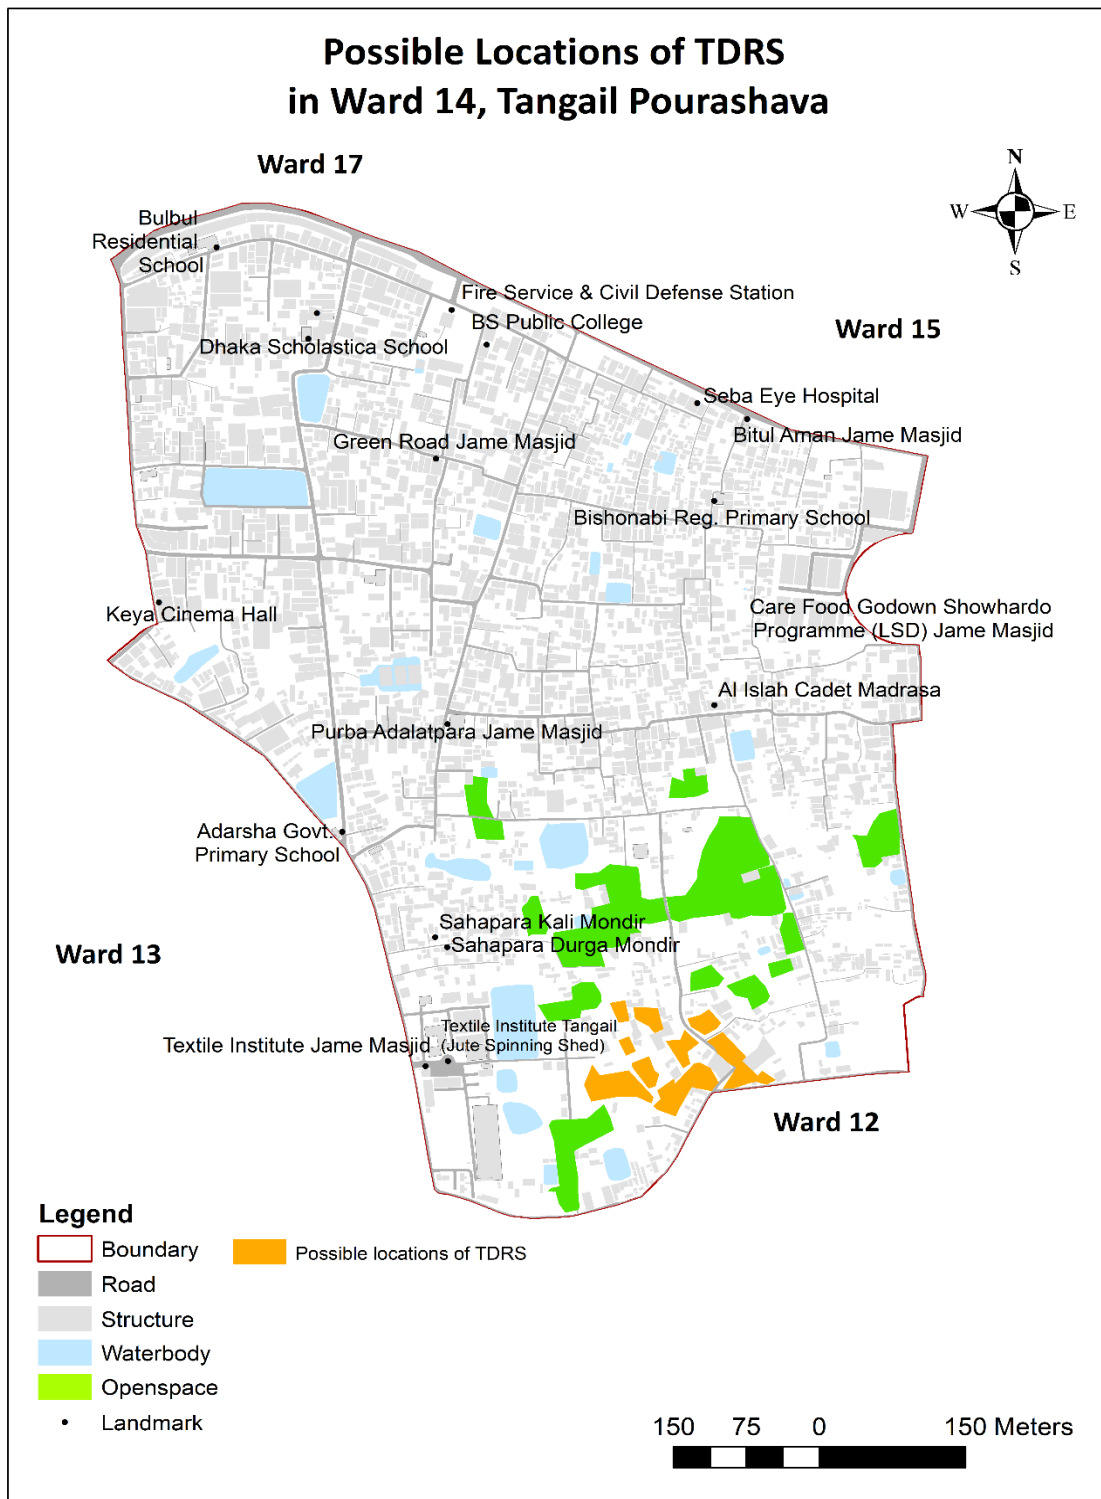 Possible Locations of TDRS
in Ward 14, Tangail Pourashava
Ward 17
N
W
E
S
Bulbul
Residential
School
Fire Service & Civil Defense Station
BS Public College
Ward 15
Dhaka Scholastica School
Seba Eye Hospital
Bitul Aman Jame Masjid
Green Road Jame Masjid
Bishonabi Reg. Primary School
Keya Cinema Hall
Care Food Godown Showhardo
Programme (LSD) Jame Masjid
Al Islah Cadet Madrasa
Purba Adalatpara Jame Masjid
Adarsha Govt.
Primary School
Sahapara Kali Mondir
Sahapara Durga Mondir
Ward 13
Textile Institute Tangail
(Jute Spinning Shed)
Textile Institute Jame Masjid
Ward 12
Legend
Boundary
Possible locations of TDRS
Road
Structure
Waterbody
Openspace
Landmark
150 75 0 150 Meters